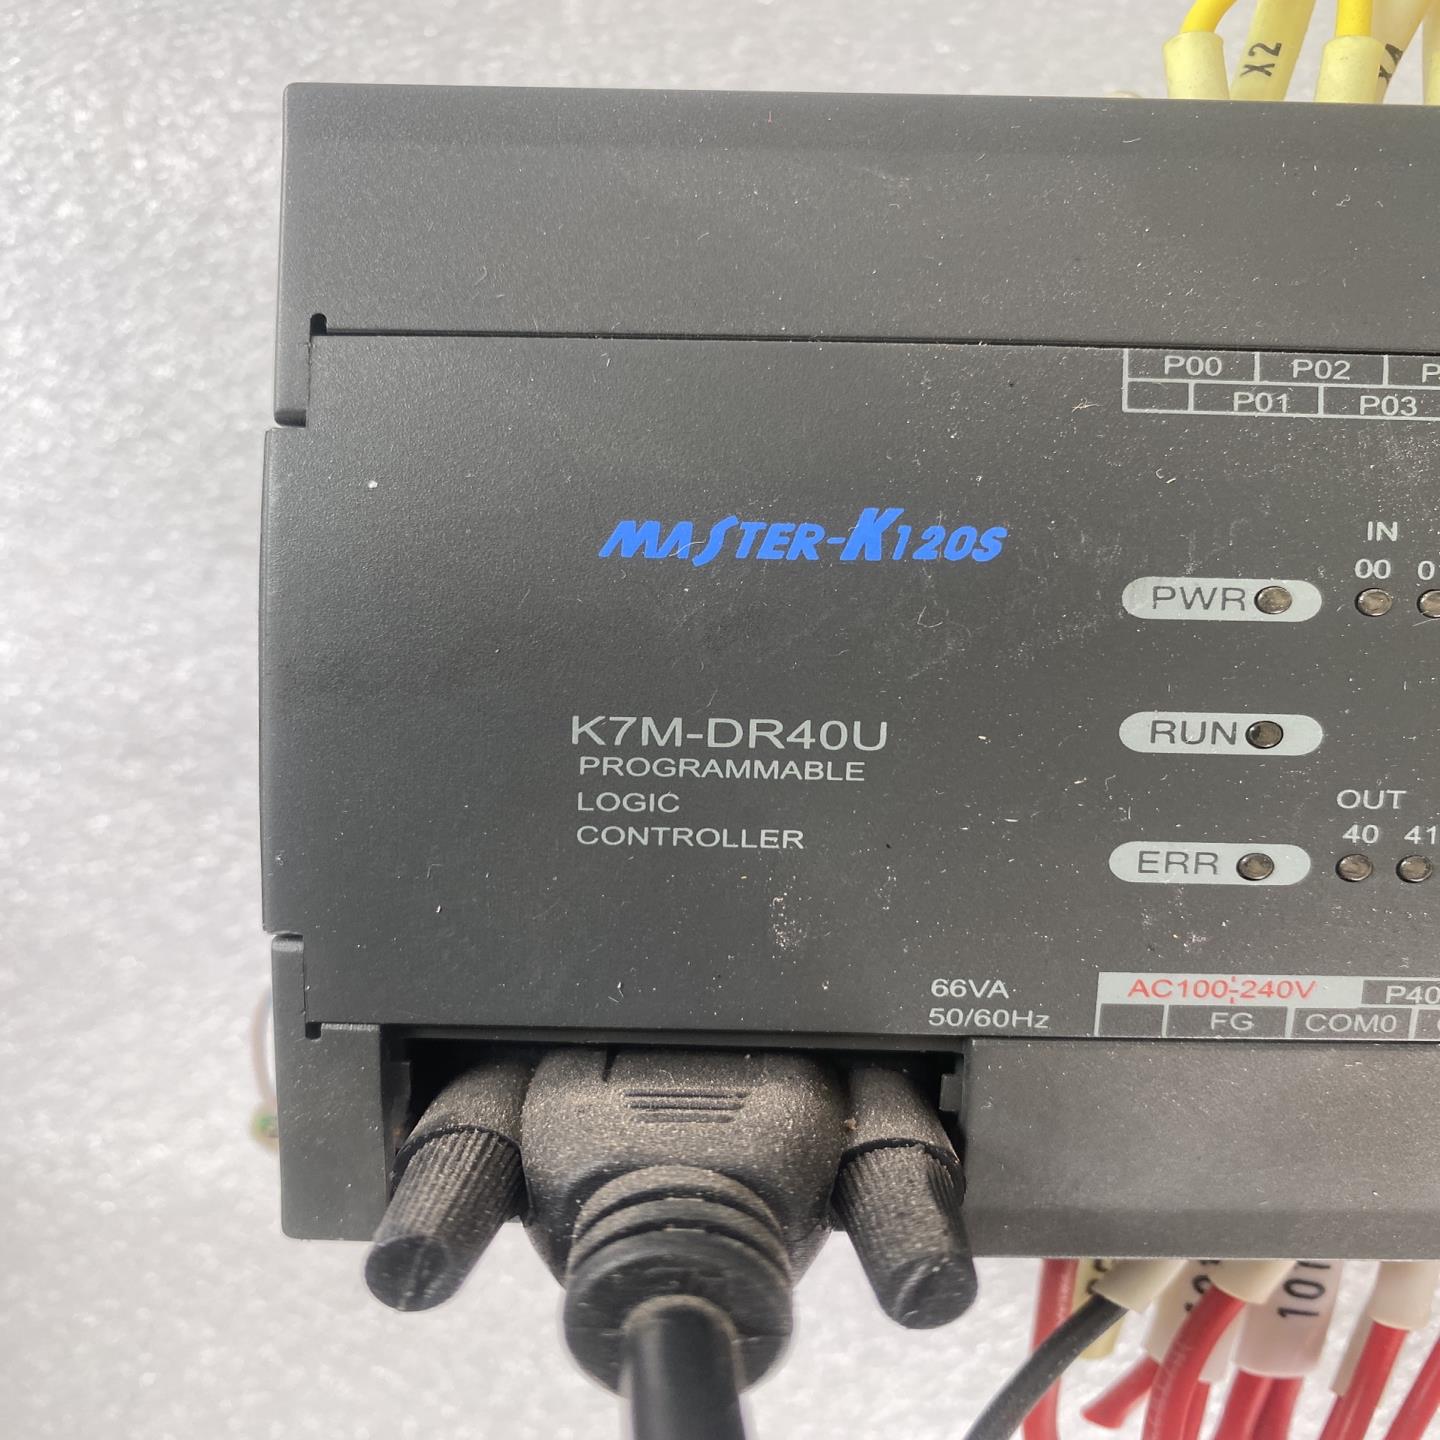 X2
P00 P02
P01 P03
MASTER-K120S
IN
00
PWR
K7M-DR40U
PROGRAMMABLE
LOGIC
CONTROLLER
RUN
OUT
40 41
ERR
66VA
50/60Hz
AC100-240V P40
FG COM0
101